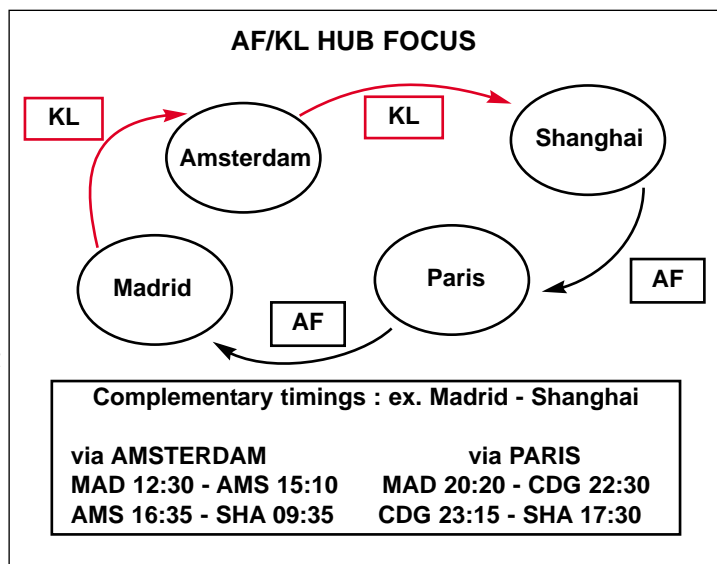 AF/KL HUB FOCUS
KL
KL
Amsterdam
Shanghai
Madrid
Paris
AF
AF
Complementary timings : ex. Madrid - Shanghai
via AMSTERDAM
MAD 12:30 - AMS 15:10
AMS 16:35 - SHA 09:35
via PARIS
MAD 20:20 - CDG 22:30
CDG 23:15 - SHA 17:30